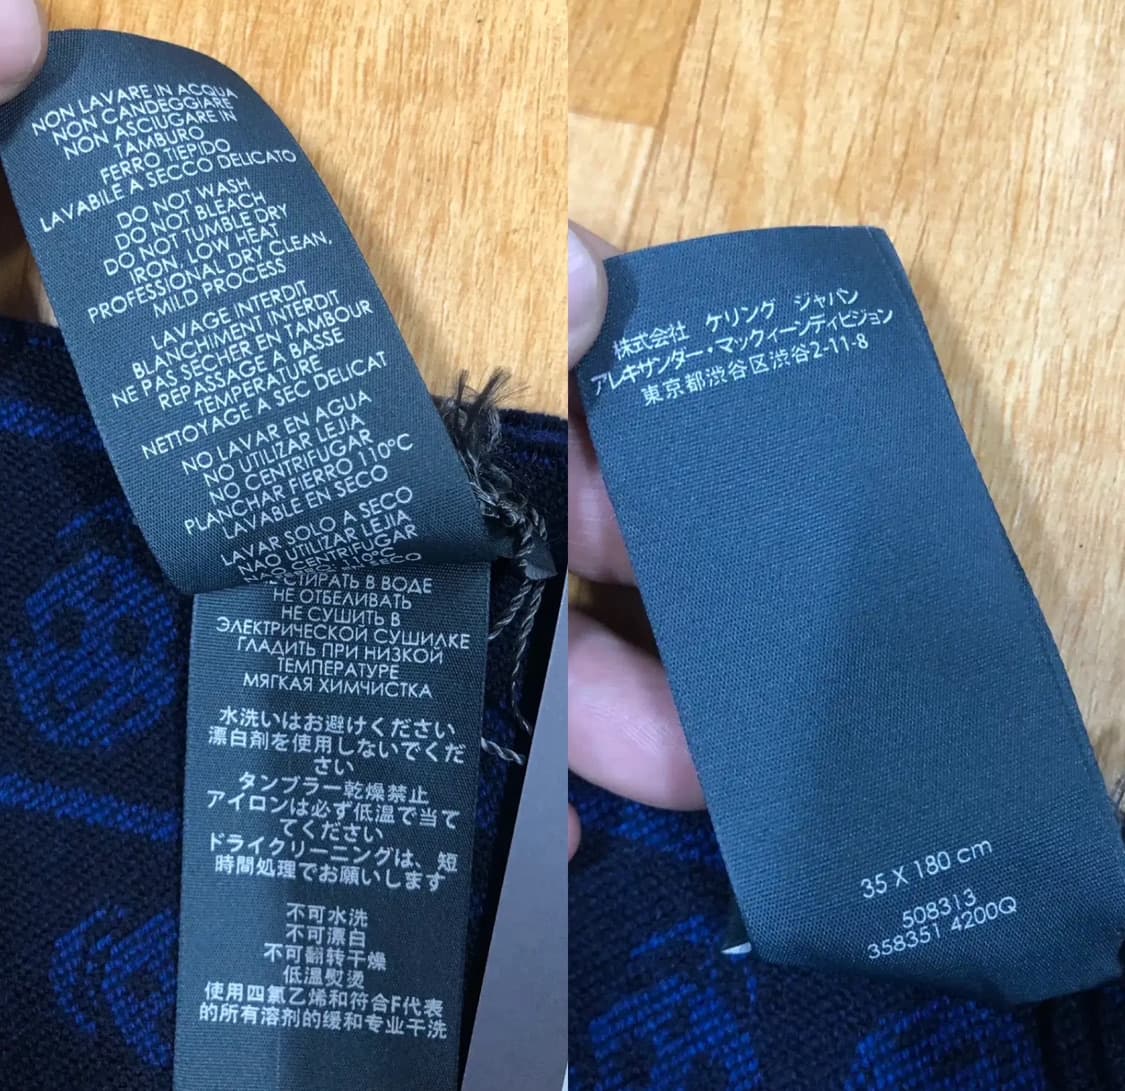 NON LAVARE IN ACQUA
NON CANDEGGIARE
NON ASCIUGARE IN
TAMBURO
FERRO TIEPIDO
LAVABILE A SECCO DELICATO
DO NOT WASH
DO NOT BLEACH
DO NOT TUMBLE DRY
IRON, LOW HEAT
PROFESSIONAL DRY CLEAN,
MILD PROCESS
LAVAGE INTERDIT
BLANCHIMENT INTERDIT
NE PAS SÉCHER EN TAMBOUR
REPASSAGE A BASSE
TEMPERATURE
NETTOYAGE A SEC DELICAT
NO LAVAR EN AGUA
NO UTILIZAR LEJIA
NO CENTRIFUGAR
PLANCHAR FIERRO 110°C
LAVABLE EN SECO
LAVAR SOLO A SECO
NAO UTILIZAR LEJIA
NAO CENTRIFUGAR
110°C
SECO
СТИРАТЬ В ВОДЕ
НЕ ОТБЕЛИВАТЬ
НЕ СУШИТЬ В
ЭЛЕКТРИЧЕСКОЙ СУШИЛКЕ
ГЛАДИТЬ ПРИ НИЗКОЙ
ТЕМПЕРАТУРЕ
МЯГКАЯ ХИМЧИСТКА
水洗いはお避けください
漂白剤を使用しないでくだ
さい
タンブラー乾燥禁止
アイロンは必ず低温で当て
てください
ドライクリーニングは、短
時間処理でお願いします
不可水洗
不可漂白
不可翻转干燥
低温熨烫
使用四氯乙烯和符合F代表
的所有溶剂的缓和专业干洗
株式会社 ケリング ジャパン
アレキサンダー・マックィーンディビジョン
東京都渋谷区渋谷2-11-8
35 X 180 cm
508313
358351 4200Q